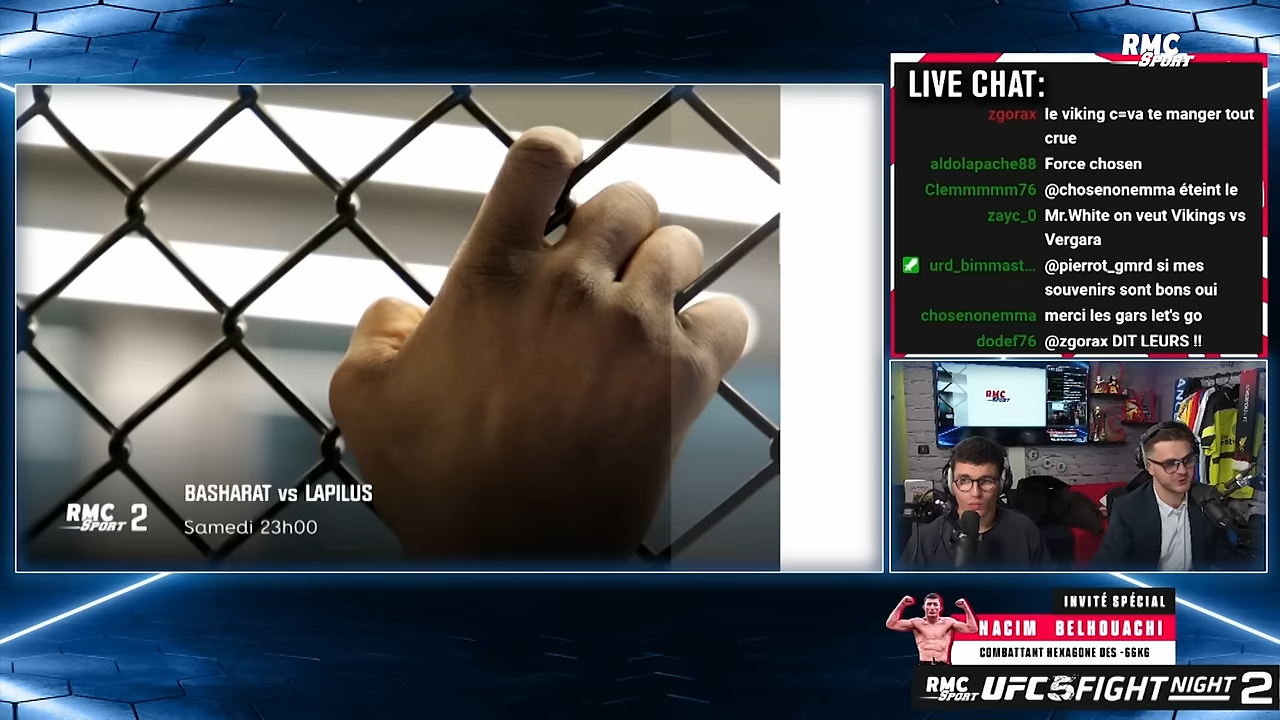 RMC
SPORT
LIVE CHAT:
zgorax le viking c=va te manger tout
crue
aldolapache88 Force chosen
Clemmmmm76 @chosenonemma éteint le
zayc_0 Mr.White on veut Vikings vs
Vergara
urd_bimmast... @pierrot_gmrd si mes
souvenirs sont bons oui
chosenonemma merci les gars let's go
dodef76 @zgorax DIT LEURS !!
BASHARAT vs LAPILUS
RMC
SPORT 2
Samedi 23h00
RMC
SPORT
INVITÉ SPÉCIAL
NACIM BELHOUACHI
COMBATTANT HEXAGONE DES -66KG
RMC
SPORT UFC 5 FIGHT NIGHT 2